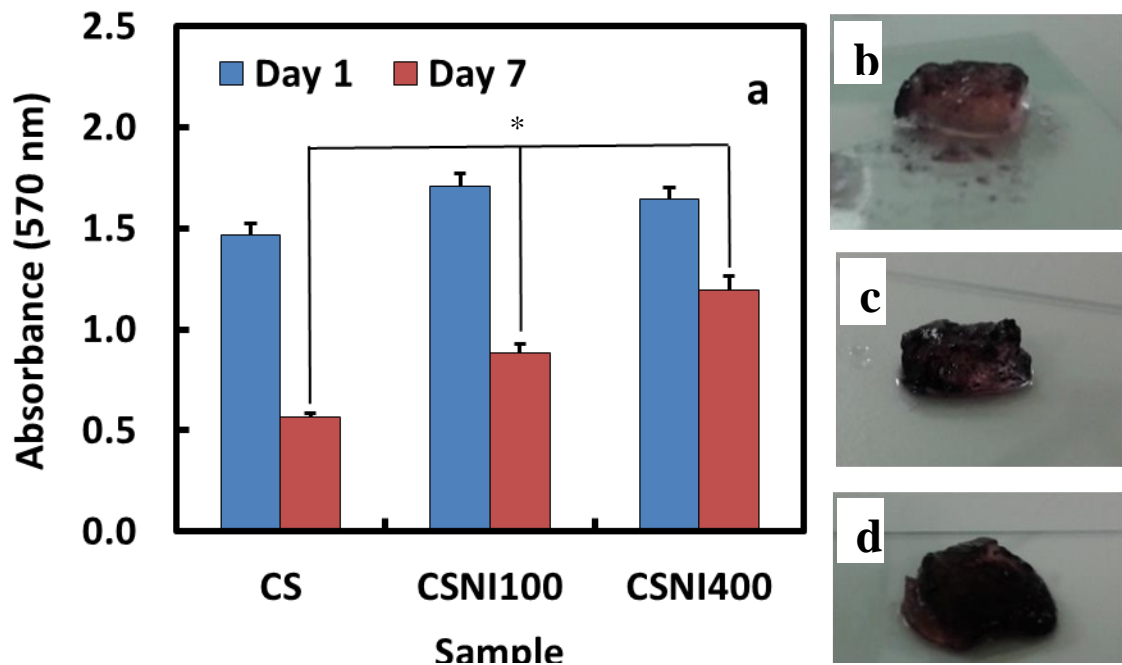 2.5
Day 1 Day 7
a
2.0
*
1.5
1.0
0.5
0.0
Absorbance (570 nm)
CS CSNI100 CSNI400
Sample
b
c
d